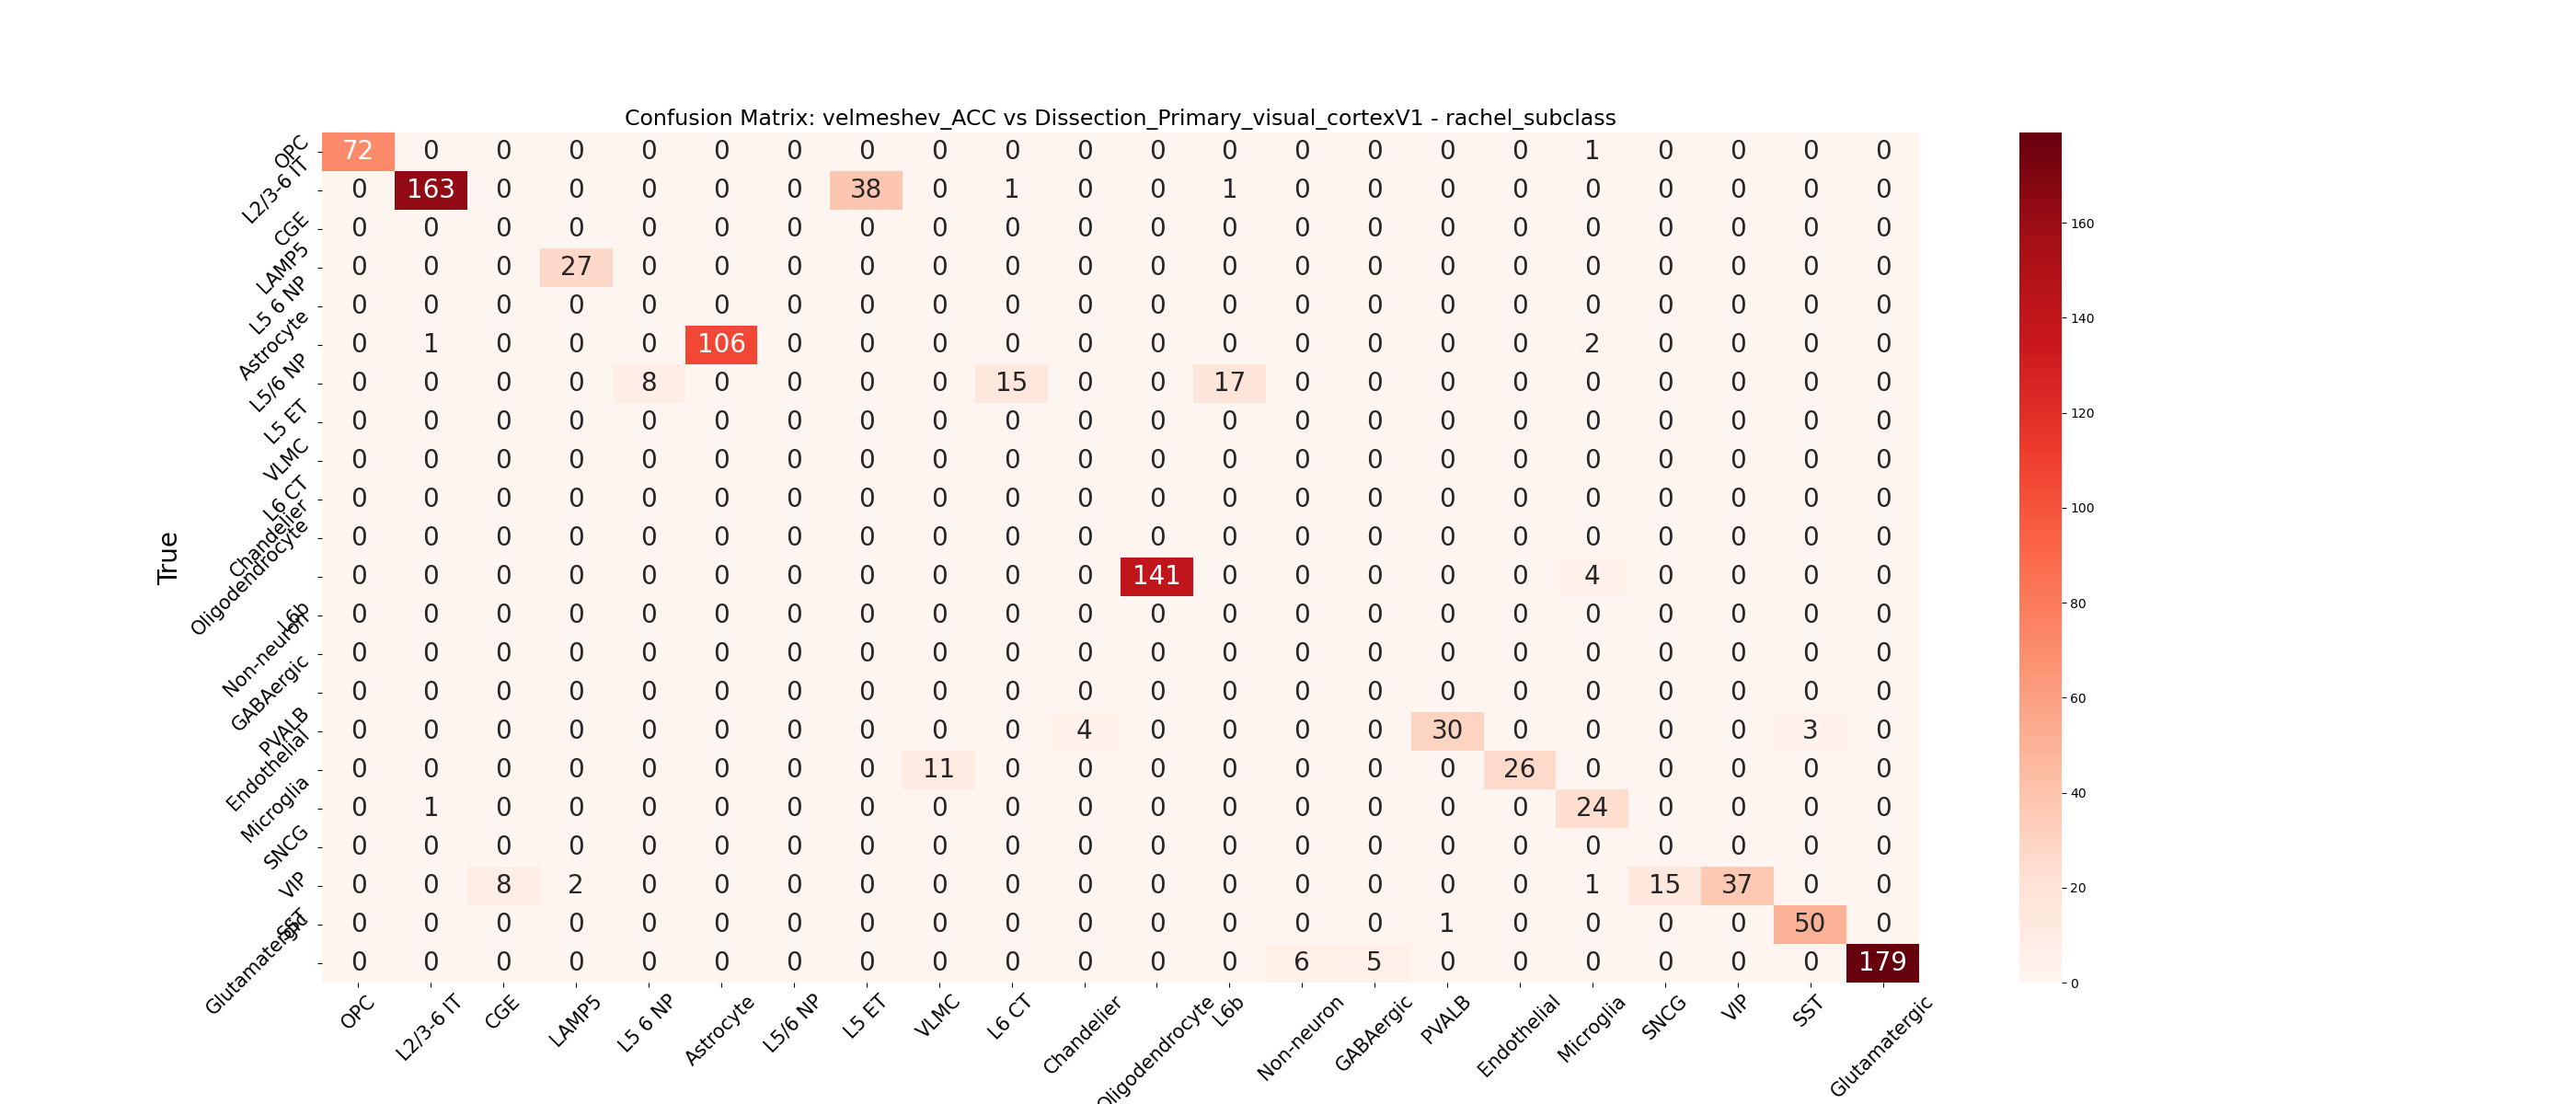 Confusion Matrix: velmeshev_ACC vs Dissection_Primary_visual_cortexV1 - rachel_subclass
True
OPC 72 0 0 0 0 0 0 0 0 0 0 0 0 0 0 0 0 1 0 0 0 0
L2/3-6 IT 0 163 0 0 0 0 0 38 0 1 0 0 1 0 0 0 0 0 0 0 0 0
CGE 0 0 0 0 0 0 0 0 0 0 0 0 0 0 0 0 0 0 0 0 0 0
LAMP5 0 0 0 27 0 0 0 0 0 0 0 0 0 0 0 0 0 0 0 0 0 0
L5 6 NP 0 0 0 0 0 0 0 0 0 0 0 0 0 0 0 0 0 0 0 0 0 0
Astrocyte 0 1 0 0 0 106 0 0 0 0 0 0 0 0 0 0 0 2 0 0 0 0
L5/6 NP 0 0 0 0 8 0 0 0 0 15 0 0 17 0 0 0 0 0 0 0 0 0
L5 ET 0 0 0 0 0 0 0 0 0 0 0 0 0 0 0 0 0 0 0 0 0 0
VLMC 0 0 0 0 0 0 0 0 0 0 0 0 0 0 0 0 0 0 0 0 0 0
L6 CT 0 0 0 0 0 0 0 0 0 0 0 0 0 0 0 0 0 0 0 0 0 0
Chandelier 0 0 0 0 0 0 0 0 0 0 0 0 0 0 0 0 0 0 0 0 0 0
Oligodendrocyte 0 0 0 0 0 0 0 0 0 0 0 141 0 0 0 0 0 4 0 0 0 0
L6b 0 0 0 0 0 0 0 0 0 0 0 0 0 0 0 0 0 0 0 0 0 0
Non-neuron 0 0 0 0 0 0 0 0 0 0 0 0 0 0 0 0 0 0 0 0 0 0
GABAergic 0 0 0 0 0 0 0 0 0 0 0 0 0 0 0 0 0 0 0 0 0 0
PVALB 0 0 0 0 0 0 0 0 0 0 4 0 0 0 0 30 0 0 0 0 3 0
Endothelial 0 0 0 0 0 0 0 0 11 0 0 0 0 0 0 0 26 0 0 0 0 0
Microglia 0 1 0 0 0 0 0 0 0 0 0 0 0 0 0 0 0 24 0 0 0 0
SNCG 0 0 0 0 0 0 0 0 0 0 0 0 0 0 0 0 0 0 0 0 0 0
VIP 0 0 8 2 0 0 0 0 0 0 0 0 0 0 0 0 0 1 15 37 0 0
SST 0 0 0 0 0 0 0 0 0 0 0 0 0 0 0 1 0 0 0 0 50 0
Glutamatergic 0 0 0 0 0 0 0 0 0 0 0 0 0 6 5 0 0 0 0 0 0 179
OPC L2/3-6 IT CGE LAMP5 L5 6 NP Astrocyte L5/6 NP L5 ET VLMC L6 CT Chandelier Oligodendrocyte L6b Non-neuron GABAergic PVALB Endothelial Microglia SNCG VIP SST Glutamatergic
160
140
120
100
80
60
40
20
0